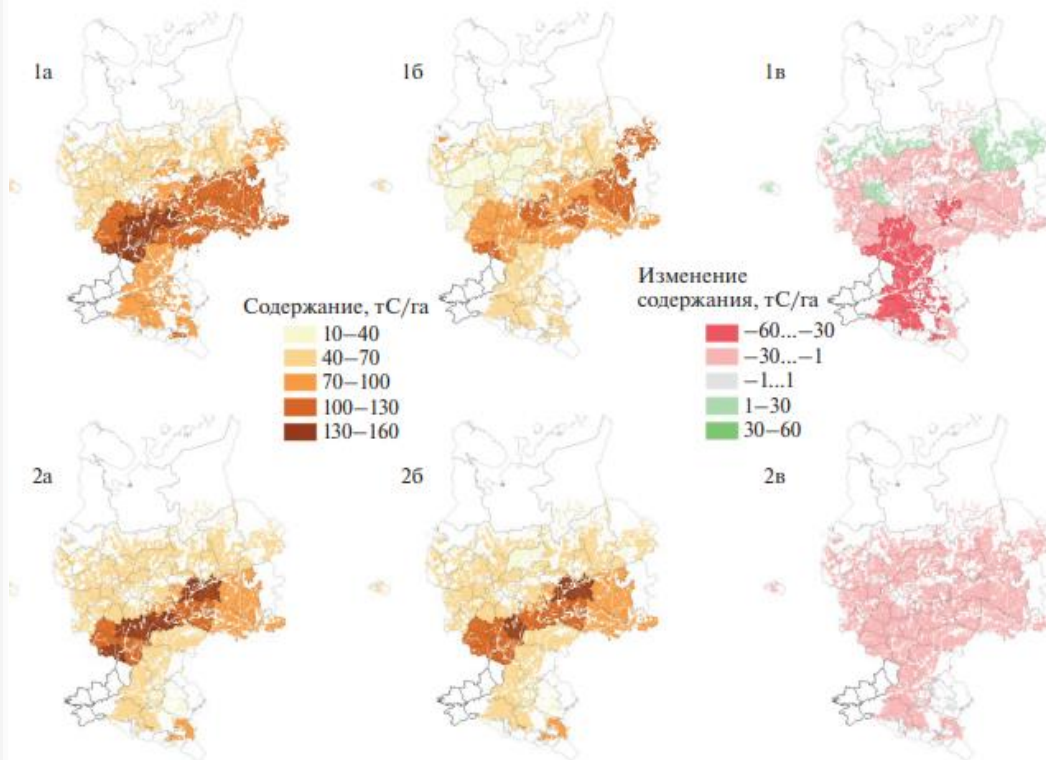 1а
1б
1в
Содержание, тС/га
10–40
40–70
70–100
100–130
130–160
Изменение
содержания, тС/га
–60...–30
–30...–1
–1...1
1–30
30–60
2а
2б
2в